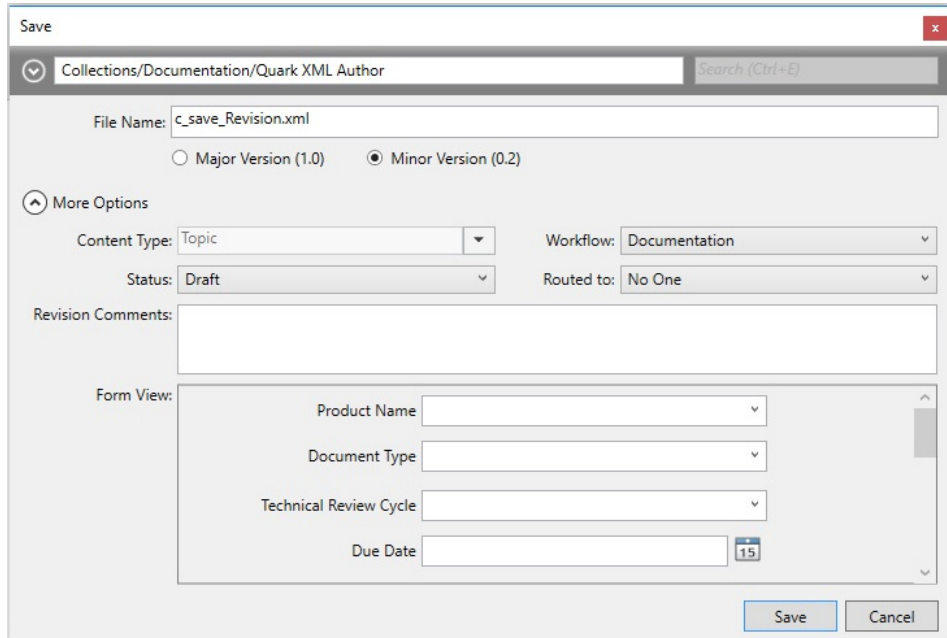 Save
x
Collections/Documentation/Quark XML Author
Search (Ctrl+E)
File Name: c_save_Revision.xml
Major Version (1.0) Minor Version (0.2)
More Options
Content Type: Topic Workflow: Documentation
Status: Draft Routed to: No One
Revision Comments:
Form View:
Product Name
Document Type
Technical Review Cycle
Due Date 15
Save Cancel